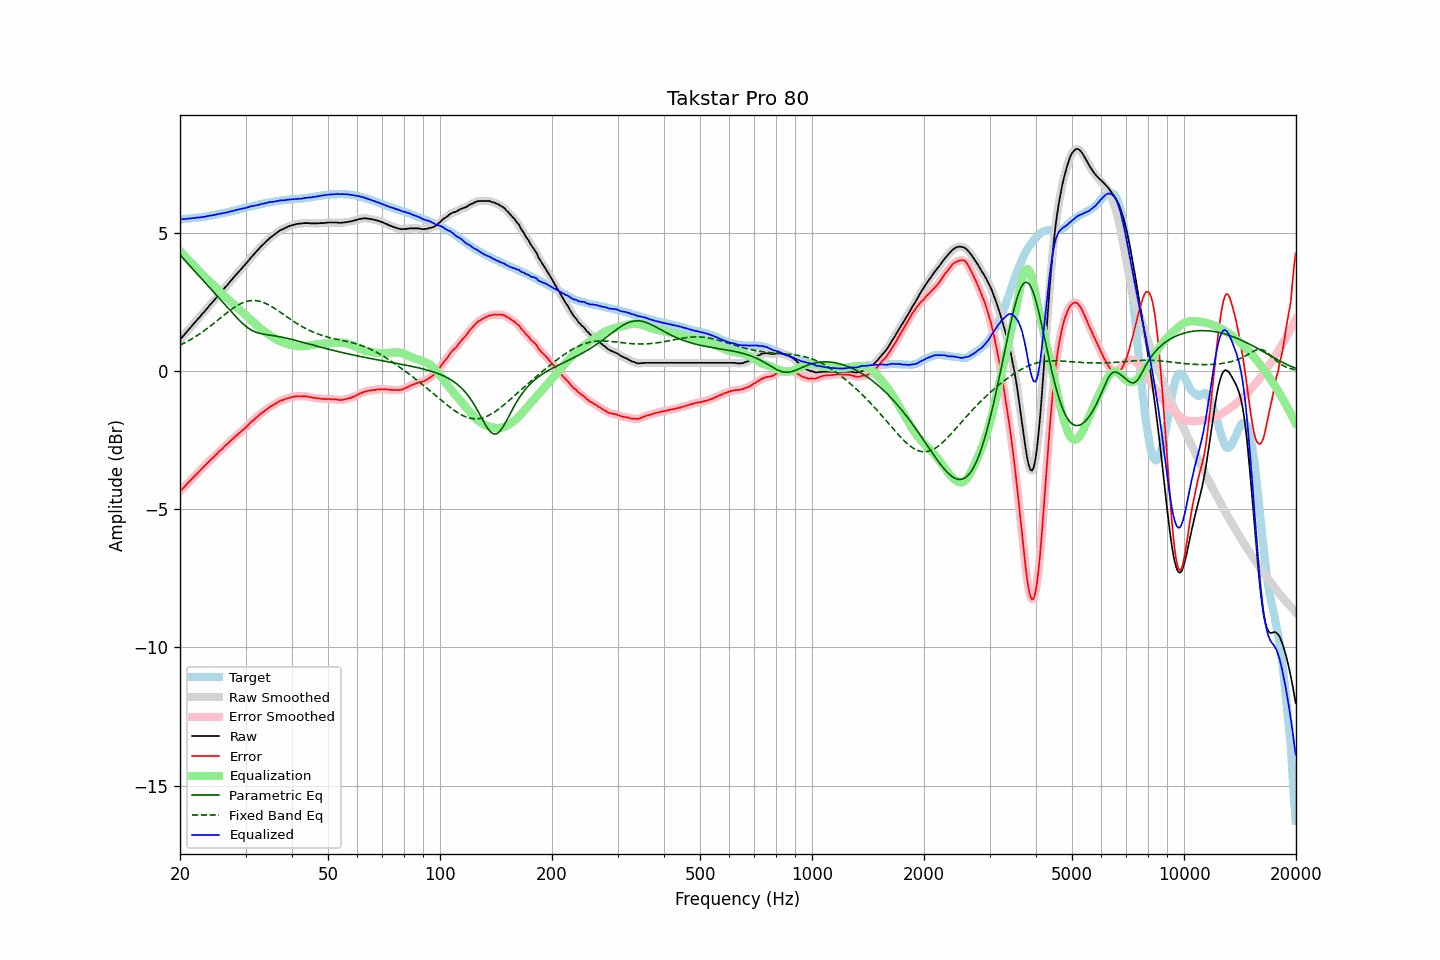 Takstar Pro 80
Amplitude (dBr)
5
0
−5
−10
−15
Target
Raw Smoothed
Error Smoothed
Raw
Error
Equalization
Parametric Eq
Fixed Band Eq
Equalized
20 50 100 200 500 1000 2000 5000 10000 20000
Frequency (Hz)